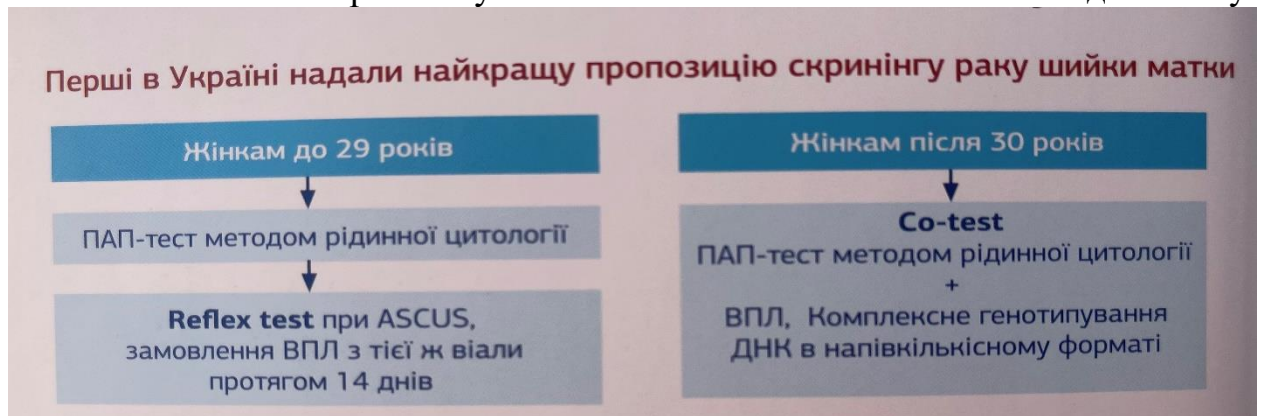 Перші в Україні надали найкращу пропозицію скринінгу раку шийки матки
Жінкам до 29 років
ПАП-тест методом рідинної цитології
Reflex test при ASCUS,
замовлення ВПЛ з тієї ж віали
протягом 14 днів
Жінкам після 30 років
Co-test
ПАП-тест методом рідинної цитології
+
ВПЛ, Комплексне генотипування
ДНК в напівкількісному форматі